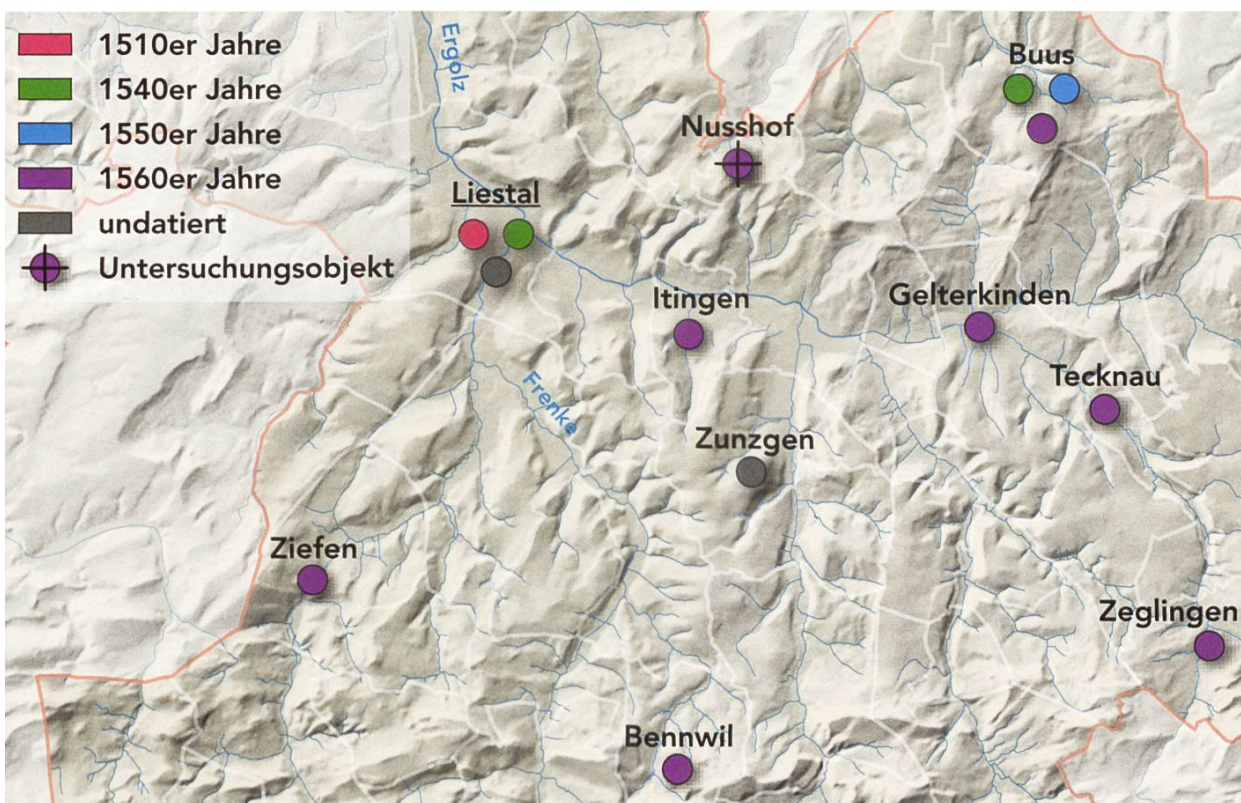 1510er Jahre
1540er Jahre
1550er Jahre
1560er Jahre
undatiert
Untersuchungsobjekt
Ergolz
Buus
Nusshof
Liestal
Itingen
Gelterkinden
Tecknau
Frenke
Zunzgen
Ziefen
Zeglingen
Bennwil